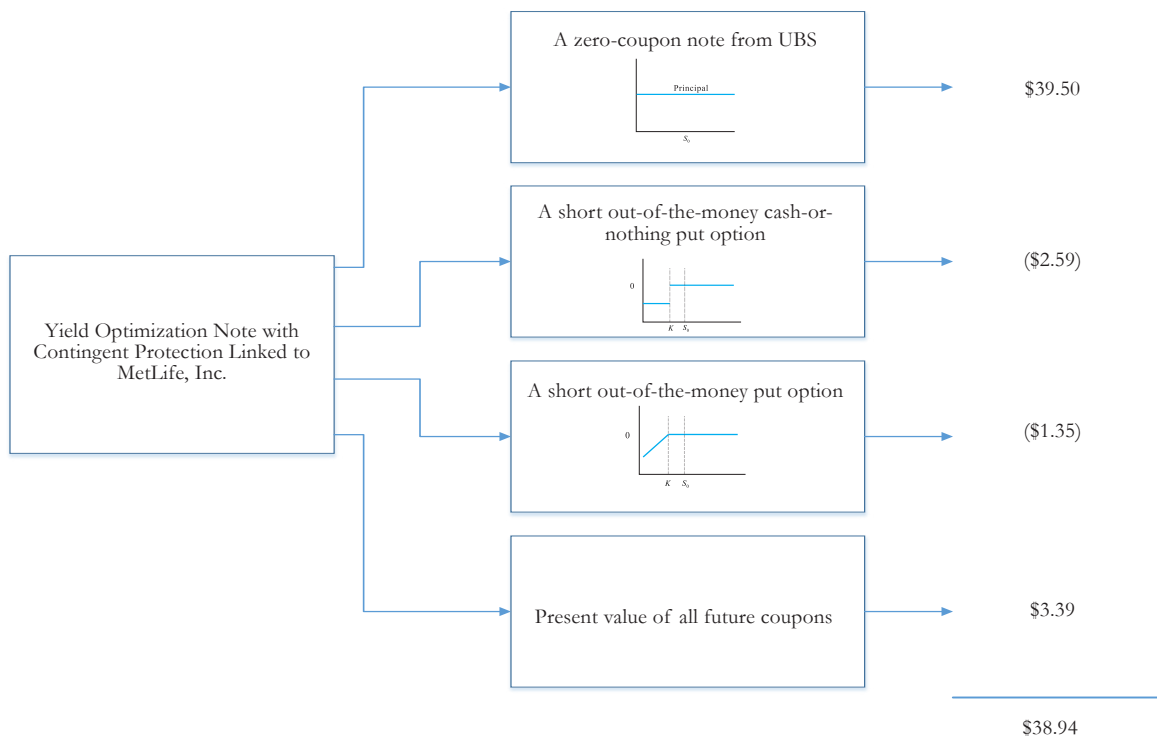 A zero-coupon note from UBS
Principal
S0
$39.50
A short out-of-the-money cash-or-
nothing put option
0
K
S0
($2.59)
Yield Optimization Note with
Contingent Protection Linked to
MetLife, Inc.
A short out-of-the-money put option
0
K
S0
($1.35)
Present value of all future coupons
$3.39
$38.94